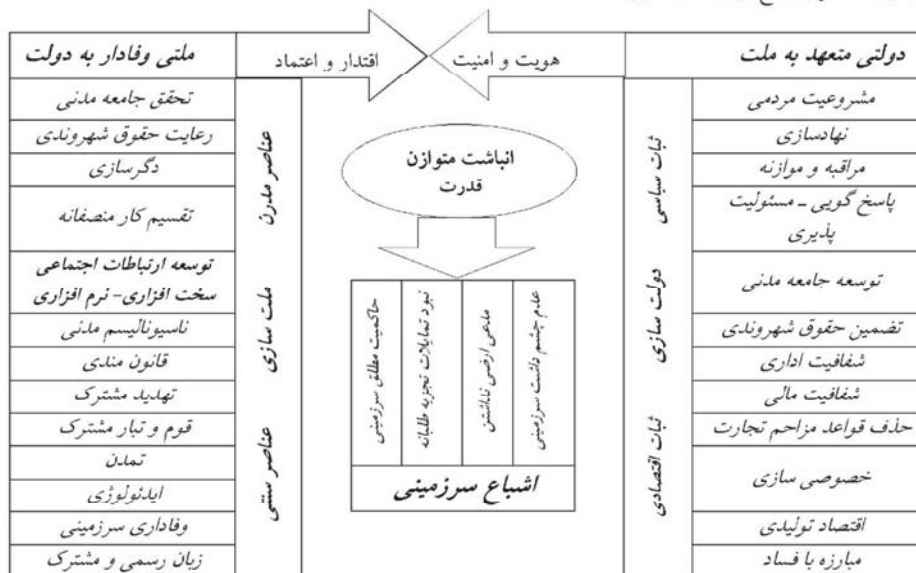 دولتی متعهد به ملت
هویت و امنیت
اقتدار و اعتماد
ملتی وفادار به دولت
مشروعیت مردمی
نهادسازی
مراقبه و موازنه
پاسخ گویی – مسئولیت
پذیری
توسعه جامعه مدنی
تضمین حقوق شهروندی
شفافیت اداری
شفافیت مالی
حذف قواعد مزاحم تجارت
خصوصی سازی
اقتصاد تولیدی
مبارزه با فساد
ثبات سیاسی
دولت سازی
ثبات اقتصادی
انباشت متوازن
قدرت
عدم چشم داشت سرزمینی
مدعی ارضی نداشتن
نبود تمایلات تجزیه طلبانه
حاکمیت مطلق سرزمینی
اشباع سرزمینی
عناصر مدرن
ملت سازی
عناصر سنتی
تحقق جامعه مدنی
رعایت حقوق شهروندی
دگرسازی
تقسیم کار منصفانه
توسعه ارتباطات اجتماعی
سخت افزاری- نرم افزاری
ناسیونالیسم مدنی
قانون مندی
تهدید مشترک
قوم و تبار مشترک
تمدن
ایدئولوژی
وفاداری سرزمینی
زبان رسمی و مشترک